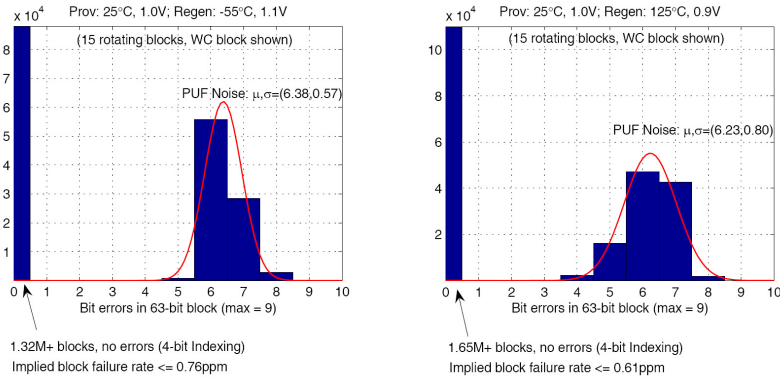 Prov: 25°C, 1.0V; Regen: -55°C, 1.1V
x 10⁴
(15 rotating blocks, WC block shown)
PUF Noise: μ,σ=(6.38,0.57)
8
7
6
5
4
3
2
1
0 1 2 3 4 5 6 7 8 9 10
Bit errors in 63-bit block (max = 9)
1.32M+ blocks, no errors (4-bit Indexing)
Implied block failure rate <= 0.76ppm
Prov: 25°C, 1.0V; Regen: 125°C, 0.9V
x 10⁴
(15 rotating blocks, WC block shown)
PUF Noise: μ,σ=(6.23,0.80)
10
8
6
4
2
0 1 2 3 4 5 6 7 8 9 10
Bit errors in 63-bit block (max = 9)
1.65M+ blocks, no errors (4-bit Indexing)
Implied block failure rate <= 0.61ppm